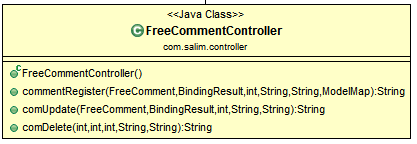 <<Java Class>>
FreeCommentController
com.salim.controller
FreeCommentController()
commentRegister(FreeComment,BindingResult,int,String,String,ModelMap):String
comUpdate(FreeComment,BindingResult,int,String,String):String
comDelete(int,int,int,String,String):String